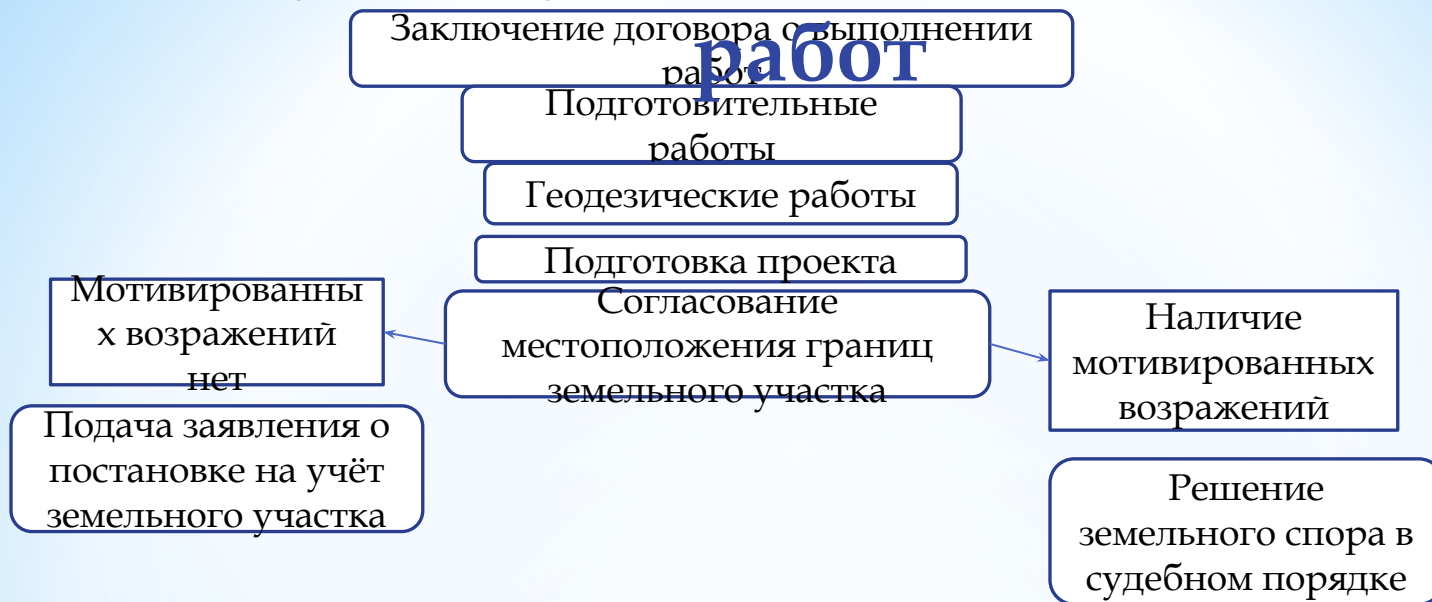 Заключение договора о выполнении
работ
работ
Подготовительные
работы
Геодезические работы
Подготовка проекта
Согласование
местоположения границ
земельного участка
Мотивированны
х возражений
нет
Наличие
мотивированных
возражений
Подача заявления о
постановке на учёт
земельного участка
Решение
земельного спора в
судебном порядке